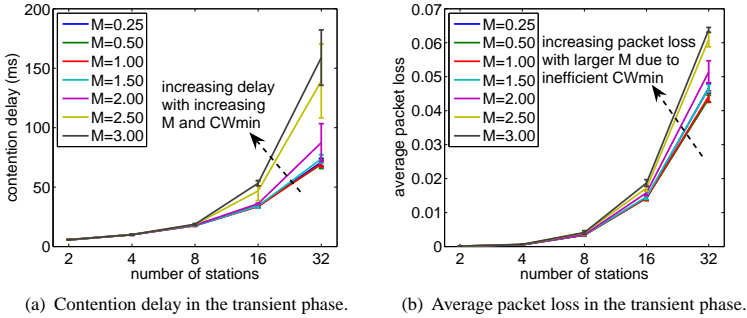 200
150
100
50
0
contention delay (ms)
M=0.25
M=0.50
M=1.00
M=1.50
M=2.00
M=2.50
M=3.00
increasing delay
with increasing
M and CWmin
2 4 8 16 32
number of stations
(a) Contention delay in the transient phase.
0.07
0.06
0.05
0.04
0.03
0.02
0.01
0
average packet loss
M=0.25
M=0.50
M=1.00
M=1.50
M=2.00
M=2.50
M=3.00
increasing packet loss
with larger M due to
inefficient CWmin
2 4 8 16 32
number of stations
(b) Average packet loss in the transient phase.